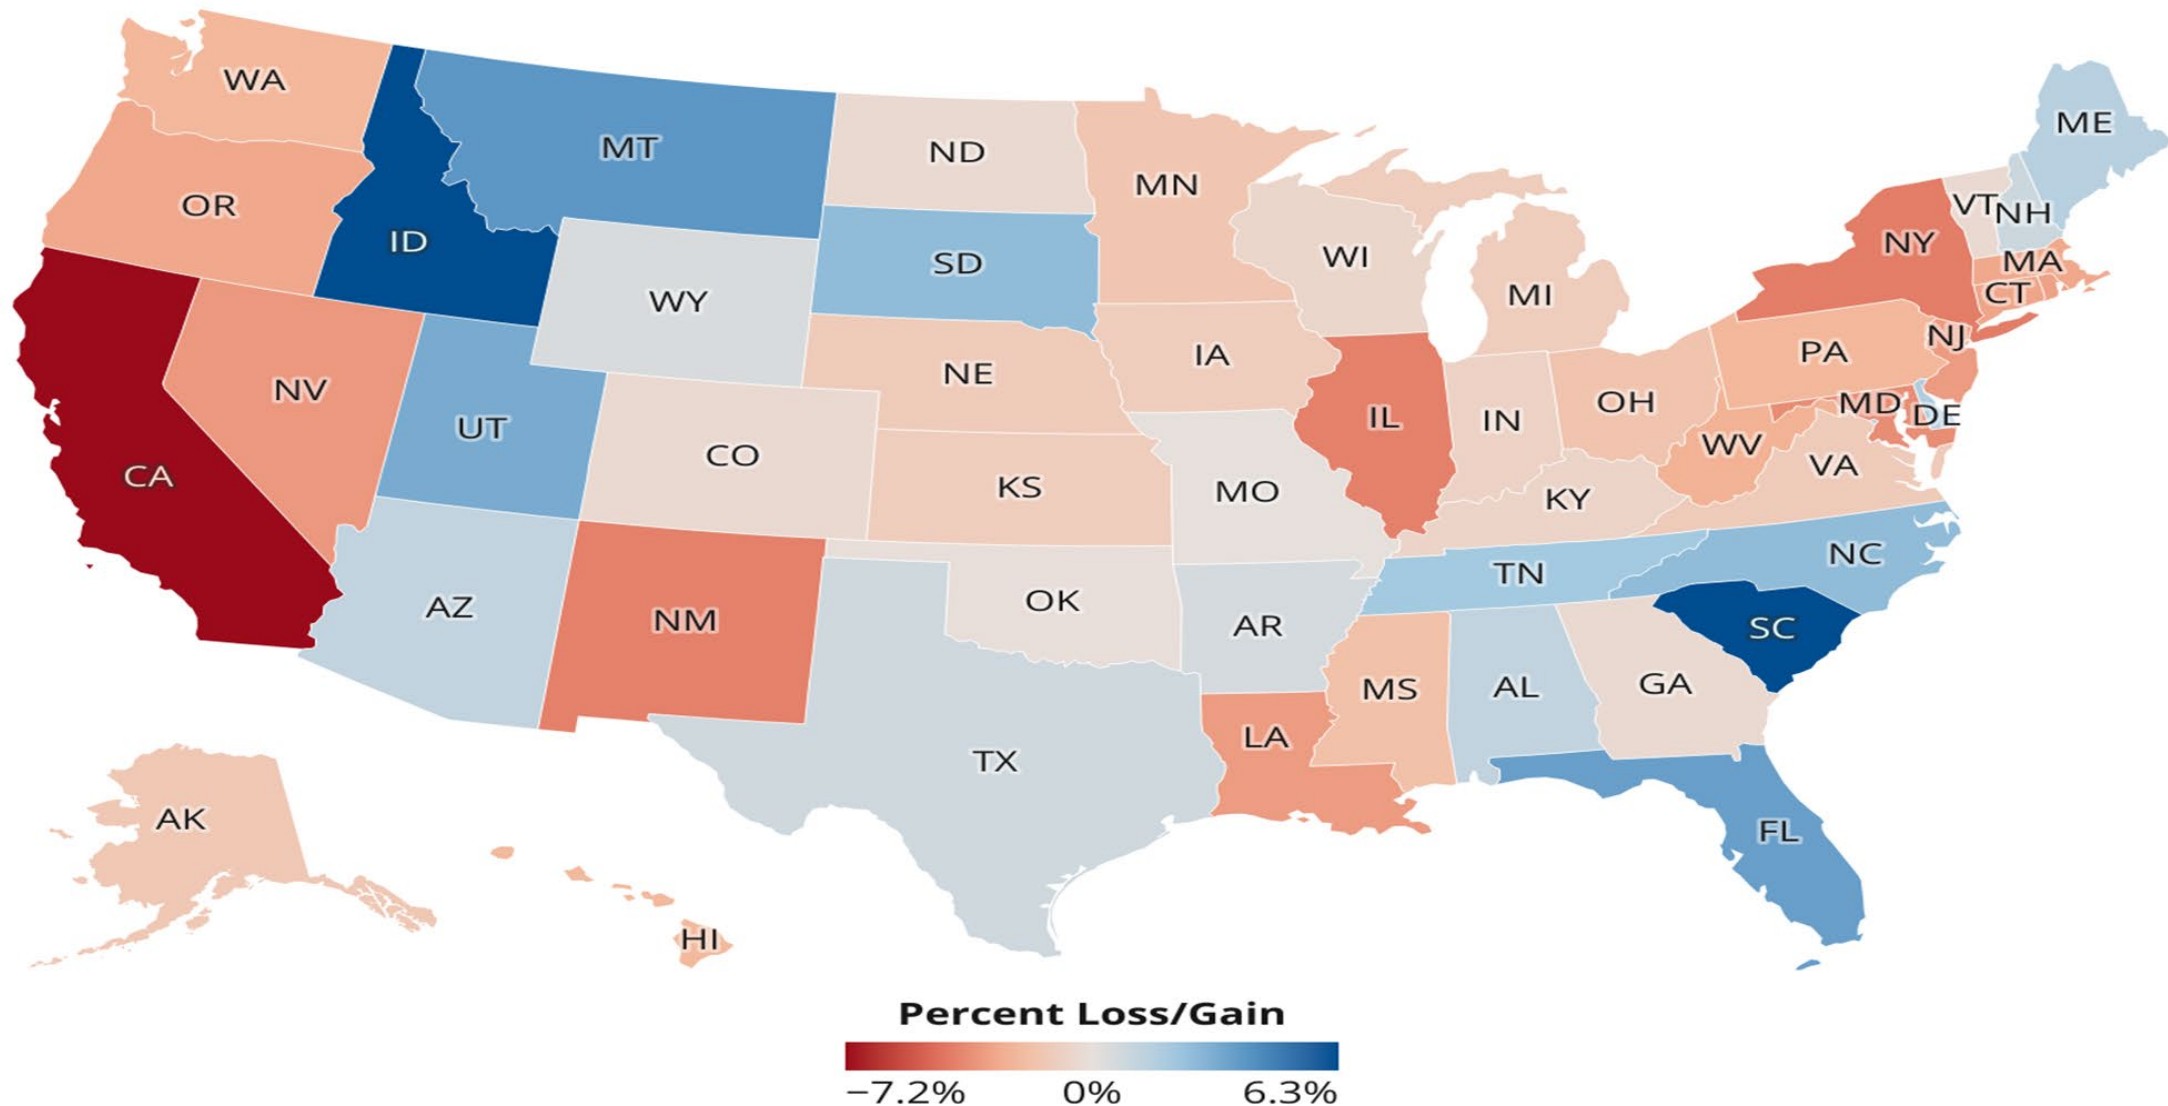 WA
MT
ND
MN
ME
OR
ID
SD
WI
MI
VT
NH
NY
MA
CT
WY
NE
IA
PA
NJ
NV
UT
CO
KS
MO
IL
IN
OH
MD
DE
WV
VA
KY
CA
AZ
NM
OK
AR
TN
NC
SC
MS
AL
GA
LA
TX
FL
AK
HI
Percent Loss/Gain
−7.2% 0% 6.3%